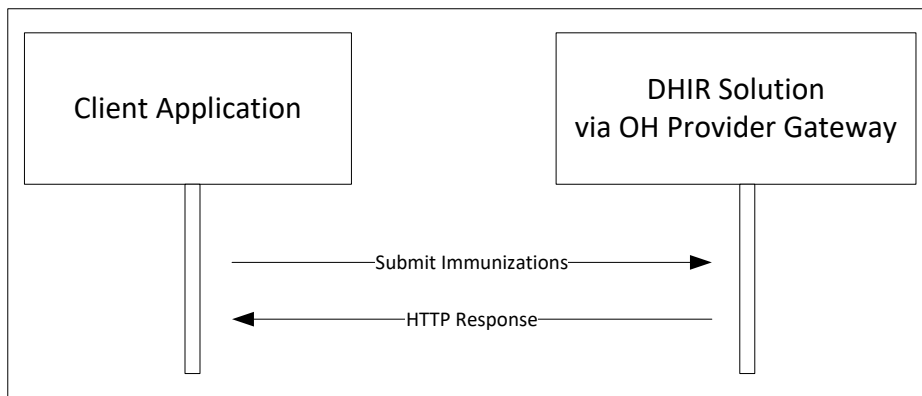 Client Application
DHIR Solution
via OH Provider Gateway
Submit Immunizations
HTTP Response